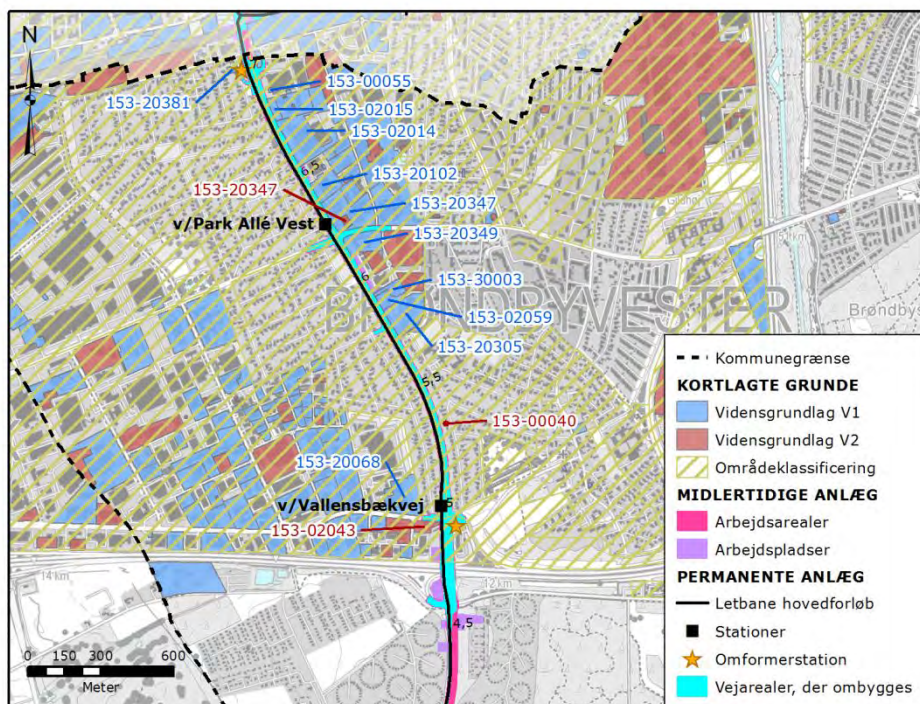 N
153-20381
153-00055
153-02015
153-02014
6,5
153-20102
153-20347
153-20347
v/Park Allé Vest
153-20349
6
153-30003
BRØNDBYVESTER
153-02059
153-20305
5,5
153-00040
153-20068
v/Vallensbækvej
5
153-02043
14 km
12 km
4,5
Brøndbys
0 150 300 600
Meter
Kommunegrænse
KORTLAGTE GRUNDE
Vidensgrundlag V1
Vidensgrundlag V2
Områdeklassificering
MIDLERTIDIGE ANLÆG
Arbejdsarealer
Arbejdspladser
PERMANENTE ANLÆG
Letbane hovedforløb
Stationer
Omformerstation
Vejarealer, der ombygges